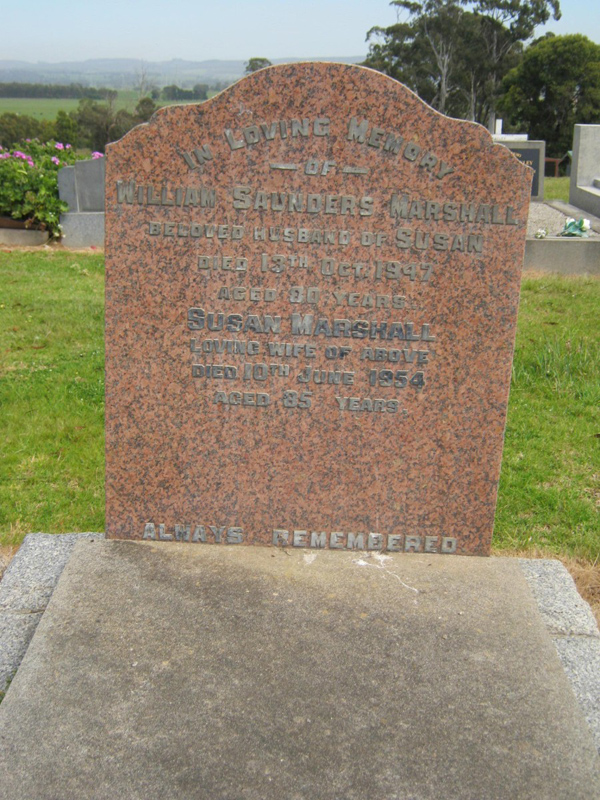 IN LOVING MEMORY
— OF —
WILLIAM SAUNDERS MARSHALL
BELOVED HUSBAND OF SUSAN
DIED 13TH OCT. 1947
AGED 80 YEARS.
SUSAN MARSHALL
LOVING WIFE OF ABOVE
DIED 10TH JUNE 1954
AGED 85 YEARS.
ALWAYS REMEMBERED